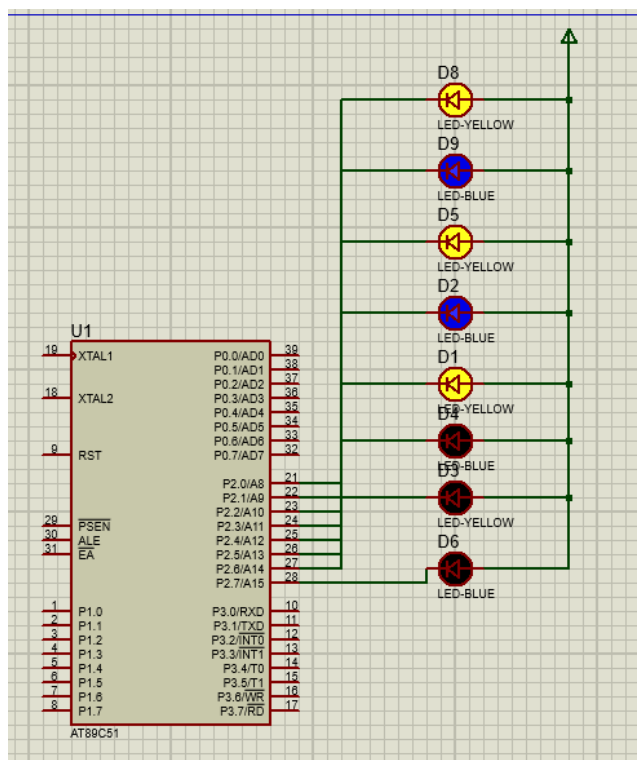 D8
LED-YELLOW
D9
LED-BLUE
D5
LED-YELLOW
D2
LED-BLUE
D1
LED-YELLOW
D4
LED-BLUE
D3
LED-YELLOW
D6
LED-BLUE
U1
19 XTAL1 P0.0/AD0 39
P0.1/AD1 38
P0.2/AD2 37
18 XTAL2 P0.3/AD3 36
P0.4/AD4 35
P0.5/AD5 34
P0.6/AD6 33
9 RST P0.7/AD7 32
P2.0/A8 21
P2.1/A9 22
P2.2/A10 23
29 PSEN P2.3/A11 24
30 ALE P2.4/A12 25
31 EA P2.5/A13 26
P2.6/A14 27
P2.7/A15 28
1 P1.0 P3.0/RXD 10
2 P1.1 P3.1/TXD 11
3 P1.2 P3.2/INT0 12
4 P1.3 P3.3/INT1 13
5 P1.4 P3.4/T0 14
6 P1.5 P3.5/T1 15
7 P1.6 P3.6/WR 16
8 P1.7 P3.7/RD 17
AT89C51